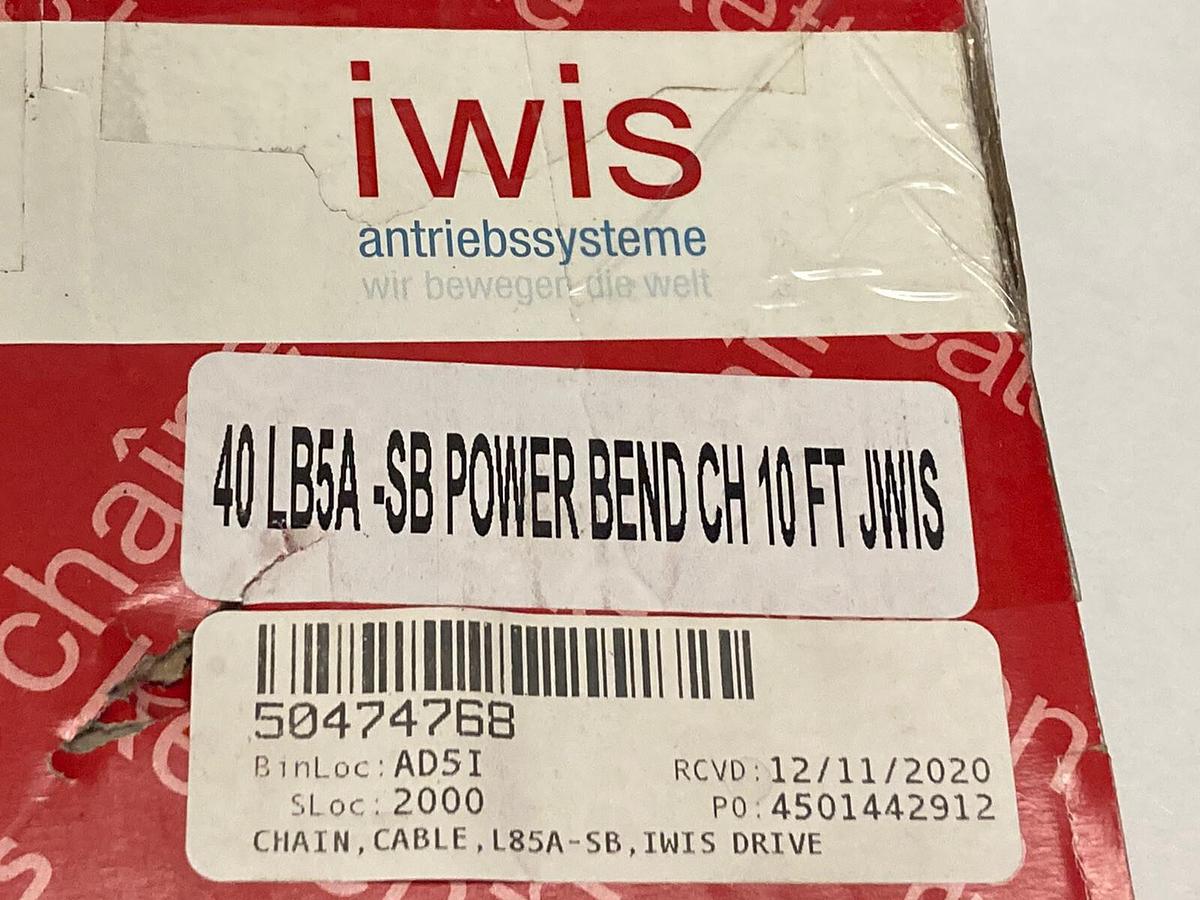 iwis
antriebssysteme
wir bewegen die welt
40 LB5A -SB POWER BEND CH 10 FT JWIS
50474768
BinLoc: AD5I
RCVD: 12/11/2020
SLoc: 2000
PO: 4501442912
CHAIN,CABLE,L85A-SB,IWIS DRIVE